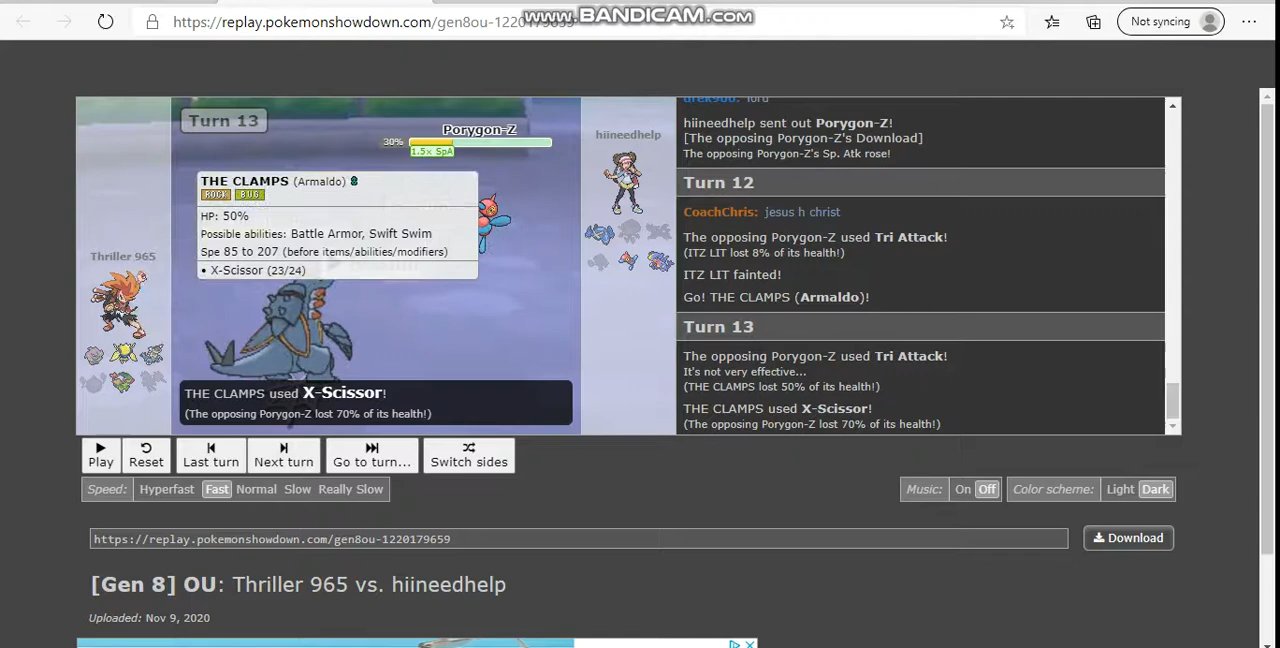 https://replay.pokemonshowdown.com/gen8ou-1220179659
www.BANDICAM.com
Not syncing
Turn 13
Porygon-Z
30%
1.5× SpA
THE CLAMPS (Armaldo)
ROCK BUG
HP: 50%
Possible abilities: Battle Armor, Swift Swim
Spe 85 to 207 (before items/abilities/modifiers)
• X-Scissor (23/24)
THE CLAMPS used X-Scissor!
(The opposing Porygon-Z lost 70% of its health!)
Thriller 965
hiineedhelp
hiineedhelp sent out Porygon-Z!
[The opposing Porygon-Z's Download]
The opposing Porygon-Z's Sp. Atk rose!
Turn 12
CoachChris: jesus h christ
The opposing Porygon-Z used Tri Attack!
(ITZ LIT lost 8% of its health!)
ITZ LIT fainted!
Go! THE CLAMPS (Armaldo)!
Turn 13
The opposing Porygon-Z used Tri Attack!
It's not very effective...
(THE CLAMPS lost 50% of its health!)
THE CLAMPS used X-Scissor!
(The opposing Porygon-Z lost 70% of its health!)
Play Reset Last turn Next turn Go to turn... Switch sides
Speed: Hyperfast Fast Normal Slow Really Slow
Music: On Off Color scheme: Light Dark
https://replay.pokemonshowdown.com/gen8ou-1220179659
Download
[Gen 8] OU: Thriller 965 vs. hiineedhelp
Uploaded: Nov 9, 2020